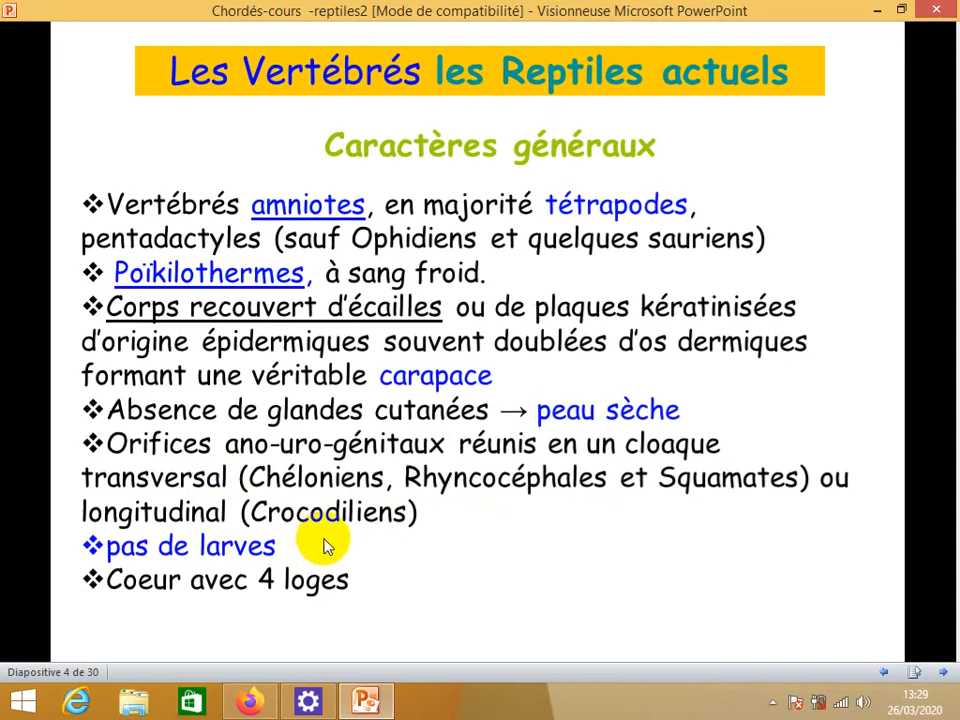 Chordés-cours -reptiles2 [Mode de compatibilité] - Visionneuse Microsoft PowerPoint
Les Vertébrés les Reptiles actuels
Caractères généraux
❖Vertébrés amniotes, en majorité tétrapodes,
pentadactyles (sauf Ophidiens et quelques sauriens)
❖ Poïkilothermes, à sang froid.
❖Corps recouvert d'écailles ou de plaques kératinisées
d'origine épidermiques souvent doublées d'os dermiques
formant une véritable carapace
❖Absence de glandes cutanées → peau sèche
❖Orifices ano-uro-génitaux réunis en un cloaque
transversal (Chéloniens, Rhyncocéphales et Squamates) ou
longitudinal (Crocodiliens)
❖pas de larves
❖Coeur avec 4 loges
Diapositive 4 de 30
13:29
26/03/2020